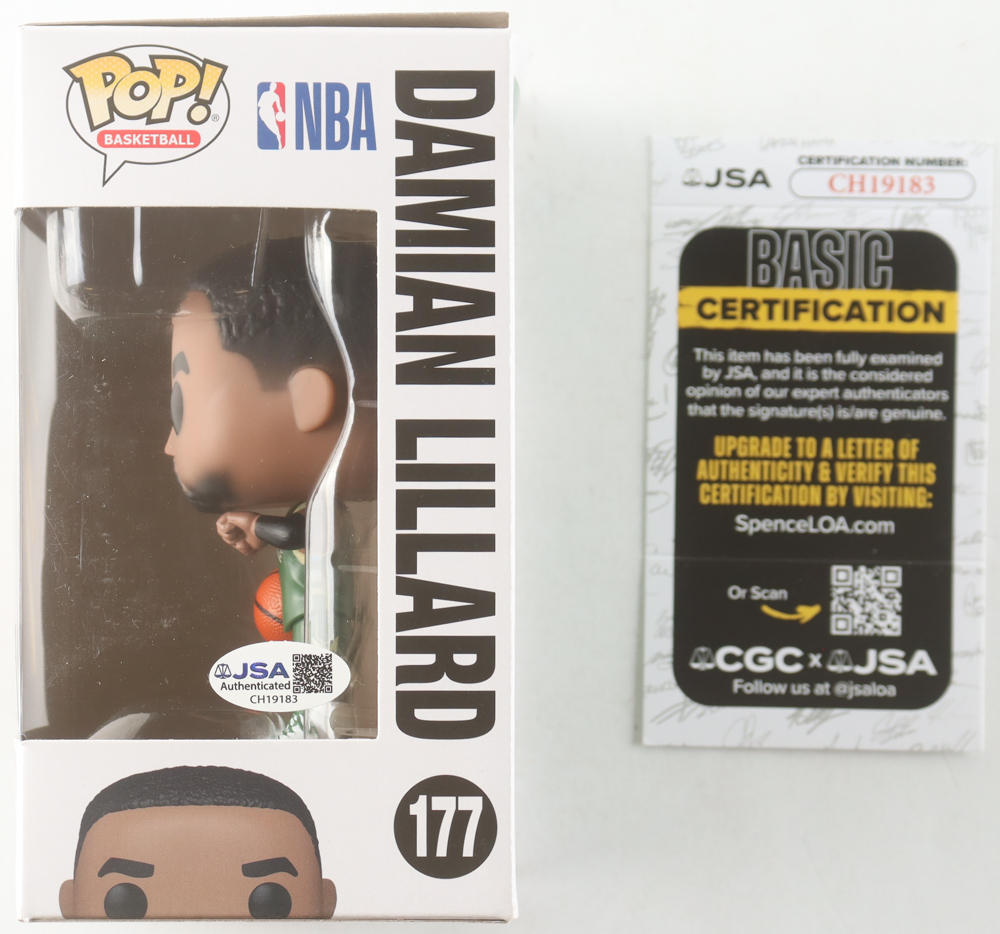 POP!®
BASKETBALL
NBA
DAMIAN LILLARD
JSA
Authenticated
CH19183
177
JSA
CERTIFICATION NUMBER:
CH19183
BASIC
CERTIFICATION
This item has been fully examined
by JSA, and it is the considered
opinion of our expert authenticators
that the signature(s) is/are genuine.
UPGRADE TO A LETTER OF
AUTHENTICITY & VERIFY THIS
CERTIFICATION BY VISITING:
SpenceLOA.com
Or Scan
CGC x JSA
Follow us at @jsaloa